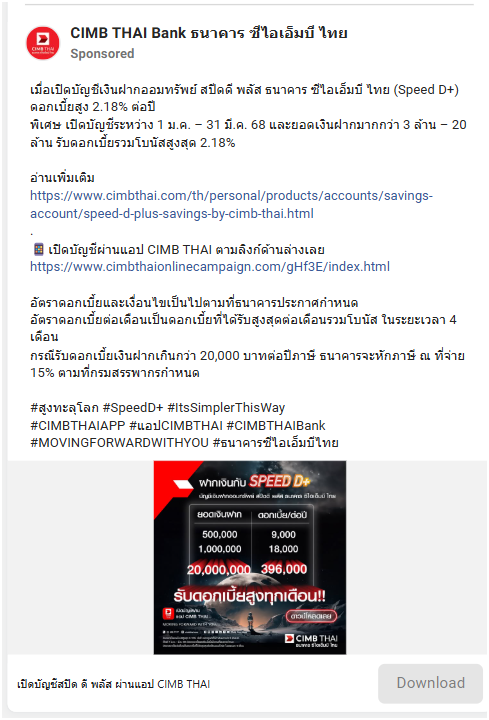 CIMB THAI Bank ธนาคาร ซีไอเอ็มบี ไทย
Sponsored
เมื่อเปิดบัญชีเงินฝากออมทรัพย์ สปีดดี พลัส ธนาคาร ซีไอเอ็มบี ไทย (Speed D+)
ดอกเบี้ยสูง 2.18% ต่อปี
พิเศษ เปิดบัญชีระหว่าง 1 ม.ค. – 31 มี.ค. 68 และยอดเงินฝากมากกว่า 3 ล้าน – 20
ล้าน รับดอกเบี้ยรวมโบนัสสูงสุด 2.18%
อ่านเพิ่มเติม
https://www.cimbthai.com/th/personal/products/accounts/savings-
account/speed-d-plus-savings-by-cimb-thai.html
.
เปิดบัญชีผ่านแอป CIMB THAI ตามลิงก์ด้านล่างเลย
https://www.cimbthaionlinecampaign.com/gHf3E/index.html
อัตราดอกเบี้ยและเงื่อนไขเป็นไปตามที่ธนาคารประกาศกำหนด
อัตราดอกเบี้ยต่อเดือนเป็นดอกเบี้ยที่ได้รับสูงสุดต่อเดือนรวมโบนัส ในระยะเวลา 4
เดือน
กรณีรับดอกเบี้ยเงินฝากเกินกว่า 20,000 บาทต่อปีภาษี ธนาคารจะหักภาษี ณ ที่จ่าย
15% ตามที่กรมสรรพากรกำหนด
#สูงทะลุโลก #SpeedD+ #ItsSimplerThisWay
#CIMBTHAIAPP #แอปCIMBTHAI #CIMBTHAIBank
#MOVINGFORWARDWITHYOU #ธนาคารซีไอเอ็มบีไทย
ฝากเงินกับ SPEED D+
บัญชีเงินฝากออมทรัพย์ สปีดดี พลัส ธนาคาร ซีไอเอ็มบี ไทย
ยอดเงินฝาก ดอกเบี้ย/ต่อปี
500,000 9,000
1,000,000 18,000
20,000,000 396,000
รับดอกเบี้ยสูงทุกเดือน!!
เปิดบัญชีผ่าน
แอป CIMB THAI
ดาวน์โหลดเลย
MOVING FORWARD WITH YOU
CIMB THAI
ธนาคาร ซีไอเอ็มบี ไทย
เปิดบัญชีสปีด ดี พลัส ผ่านแอป CIMB THAI
Download